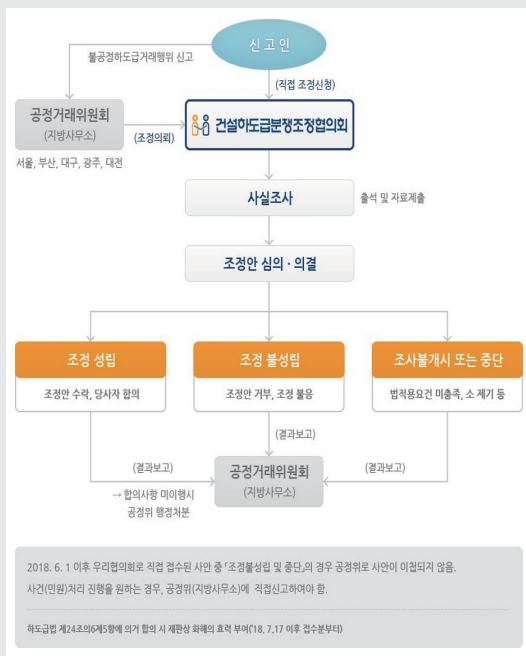 신고인
불공정하도급거래행위 신고
(직접 조정신청)
공정거래위원회
(지방사무소)
(조정의뢰)
건설하도급분쟁조정협의회
서울, 부산, 대구, 광주, 대전
사실조사
출석 및 자료제출
조정안 심의 · 의결
조정 성립
조정안 수락, 당사자 합의
조정 불성립
조정안 거부, 조정 불응
조사불개시 또는 중단
법적용요건 미충족, 소 제기 등
(결과보고)
(결과보고)
(결과보고)
→ 합의사항 미이행시
공정위 행정처분
공정거래위원회
(지방사무소)
2018. 6. 1 이후 우리협의회로 직접 접수된 사안 중 「조정불성립 및 중단」의 경우 공정위로 사안이 이첩되지 않음.
사건(민원)처리 진행을 원하는 경우, 공정위(지방사무소)에 직접신고하여야 함.
하도급법 제24조의6제5항에 의거 합의 시 재판상 화해의 효력 부여('18. 7.17 이후 접수분부터)